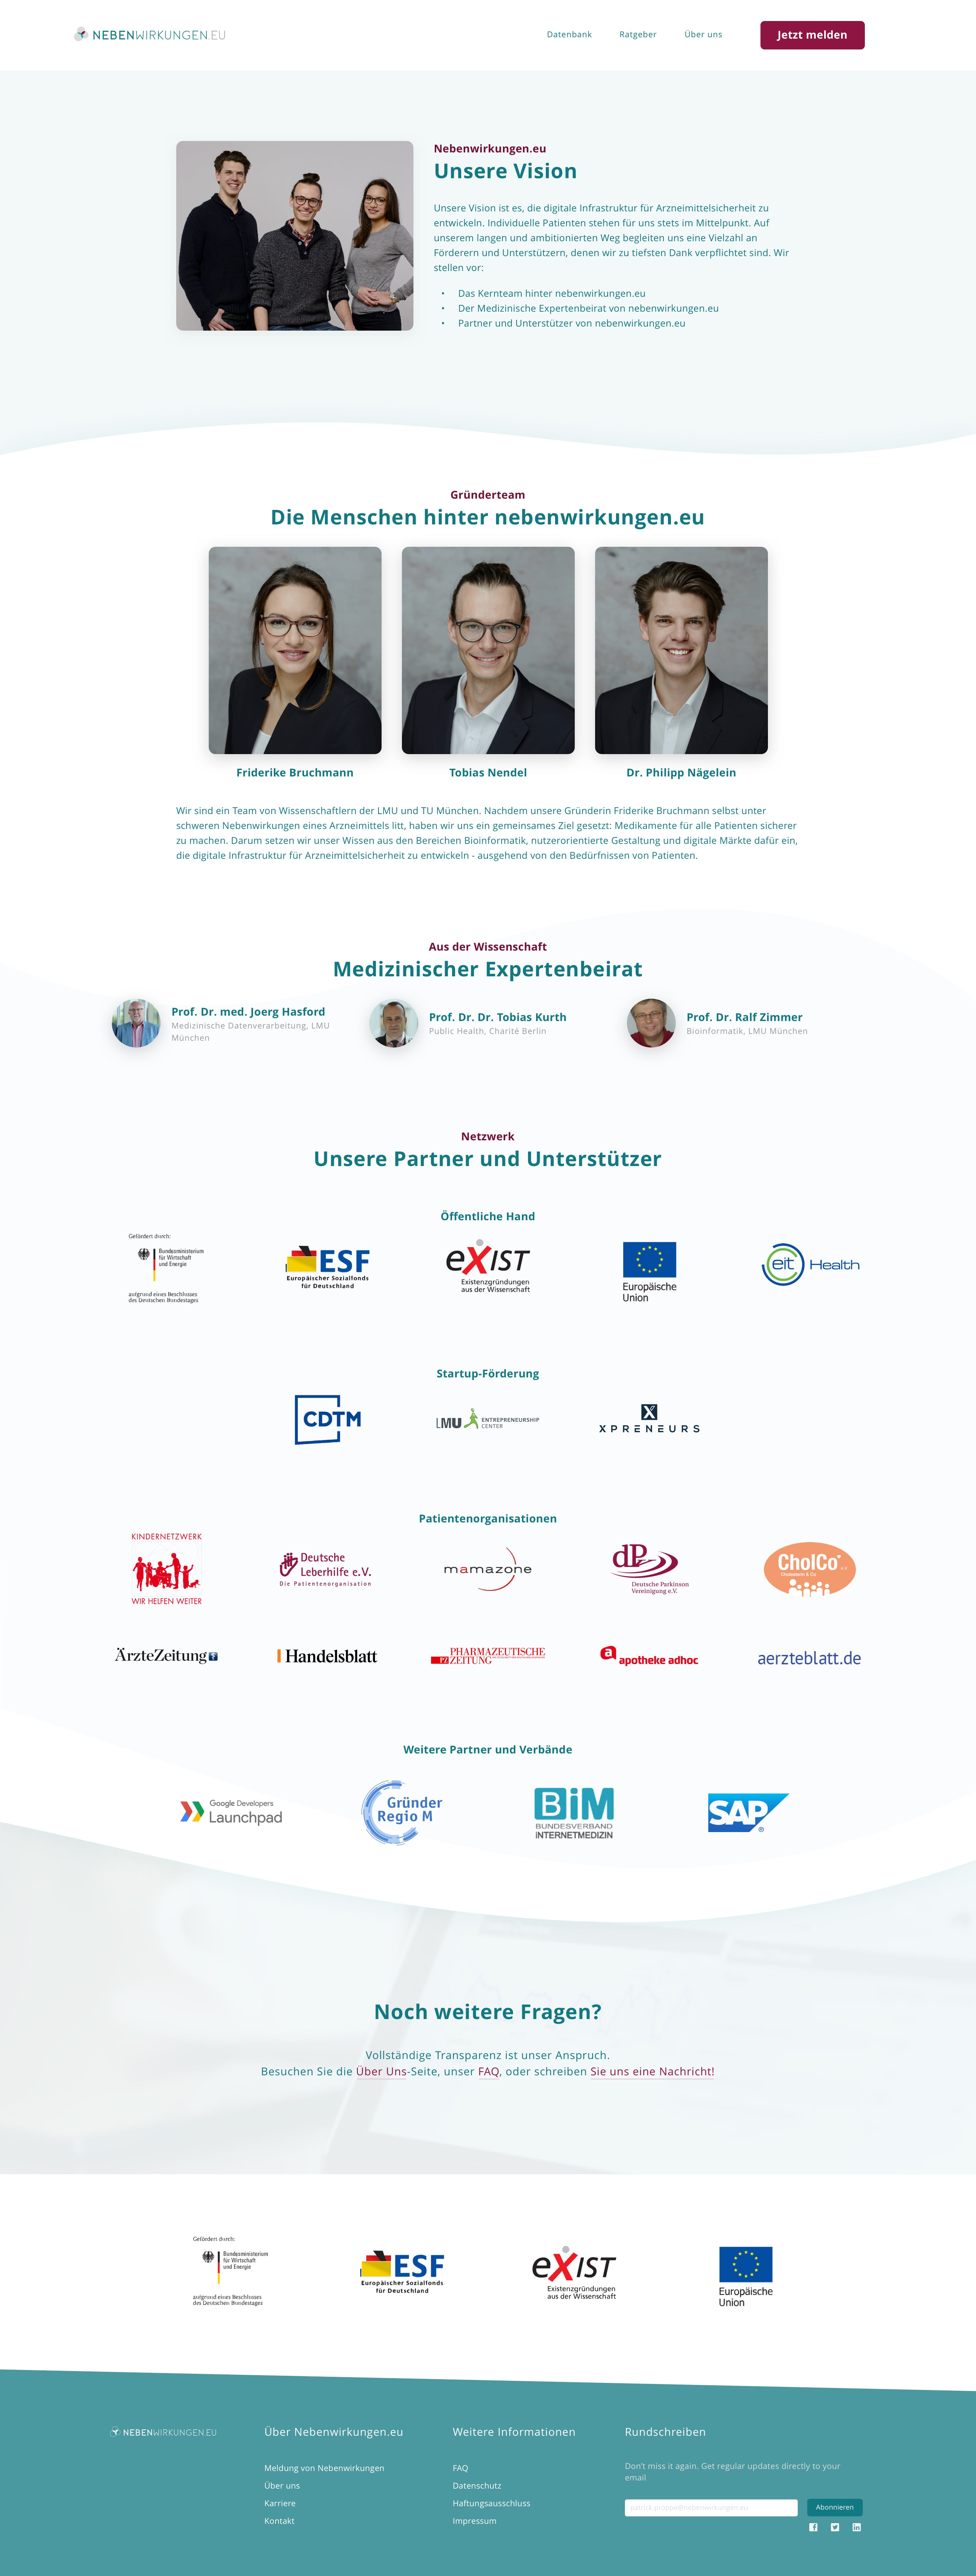 NEBENWIRKUNGEN.EU
Datenbank
Ratgeber
Über uns
Jetzt melden
Nebenwirkungen.eu
Unsere Vision
Unsere Vision ist es, die digitale Infrastruktur für Arzneimittelsicherheit zu
entwickeln. Individuelle Patienten stehen für uns stets im Mittelpunkt. Auf
unserem langen und ambitionierten Weg begleiten uns eine Vielzahl an
Förderern und Unterstützern, denen wir zu tiefsten Dank verpflichtet sind. Wir
stellen vor:
• Das Kernteam hinter nebenwirkungen.eu
• Der Medizinische Expertenbeirat von nebenwirkungen.eu
• Partner und Unterstützer von nebenwirkungen.eu
Gründerteam
Die Menschen hinter nebenwirkungen.eu
Friderike Bruchmann
Tobias Nendel
Dr. Philipp Nägelein
Wir sind ein Team von Wissenschaftlern der LMU und TU München. Nachdem unsere Gründerin Friderike Bruchmann selbst unter
schweren Nebenwirkungen eines Arzneimittels litt, haben wir uns ein gemeinsames Ziel gesetzt: Medikamente für alle Patienten sicherer
zu machen. Darum setzen wir unser Wissen aus den Bereichen Bioinformatik, nutzerorientierte Gestaltung und digitale Märkte dafür ein,
die digitale Infrastruktur für Arzneimittelsicherheit zu entwickeln - ausgehend von den Bedürfnissen von Patienten.
Aus der Wissenschaft
Medizinischer Expertenbeirat
Prof. Dr. med. Joerg Hasford
Medizinische Datenverarbeitung, LMU
München
Prof. Dr. Dr. Tobias Kurth
Public Health, Charité Berlin
Prof. Dr. Ralf Zimmer
Bioinformatik, LMU München
Netzwerk
Unsere Partner und Unterstützer
Öffentliche Hand
Gefördert durch:
Bundesministerium
für Wirtschaft
und Energie
aufgrund eines Beschlusses
des Deutschen Bundestages
ESF
Europäischer Sozialfonds
für Deutschland
eXIST
Existenzgründungen
aus der Wissenschaft
Europäische
Union
eit Health
Startup-Förderung
CDTM
LMU ENTREPRENEURSHIP
CENTER
X
XPRENEURS
Patientenorganisationen
KINDERNETZWERK
WIR HELFEN WEITER
Deutsche
Leberhilfe e.V.
Die Patientenorganisation
mamazone
dPV
Deutsche Parkinson
Vereinigung e.V.
CholCo
ÄrzteZeitung
Handelsblatt
PHARMAZEUTISCHE
PZ ZEITUNG
a
apotheke adhoc
aerzteblatt.de
Weitere Partner und Verbände
Google Developers
Launchpad
Gründer
Regio M
BiM
BUNDESVERBAND
INTERNETMEDIZIN
SAP ®
Noch weitere Fragen?
Vollständige Transparenz ist unser Anspruch.
Besuchen Sie die Über Uns-Seite, unser FAQ, oder schreiben Sie uns eine Nachricht!
Gefördert durch:
Bundesministerium
für Wirtschaft
und Energie
aufgrund eines Beschlusses
des Deutschen Bundestages
ESF
Europäischer Sozialfonds
für Deutschland
eXIST
Existenzgründungen
aus der Wissenschaft
Europäische
Union
NEBENWIRKUNGEN.EU
Über Nebenwirkungen.eu
Meldung von Nebenwirkungen
Über uns
Karriere
Kontakt
Weitere Informationen
FAQ
Datenschutz
Haftungsausschluss
Impressum
Rundschreiben
Don't miss it again. Get regular updates directly to your
email
Abonnieren